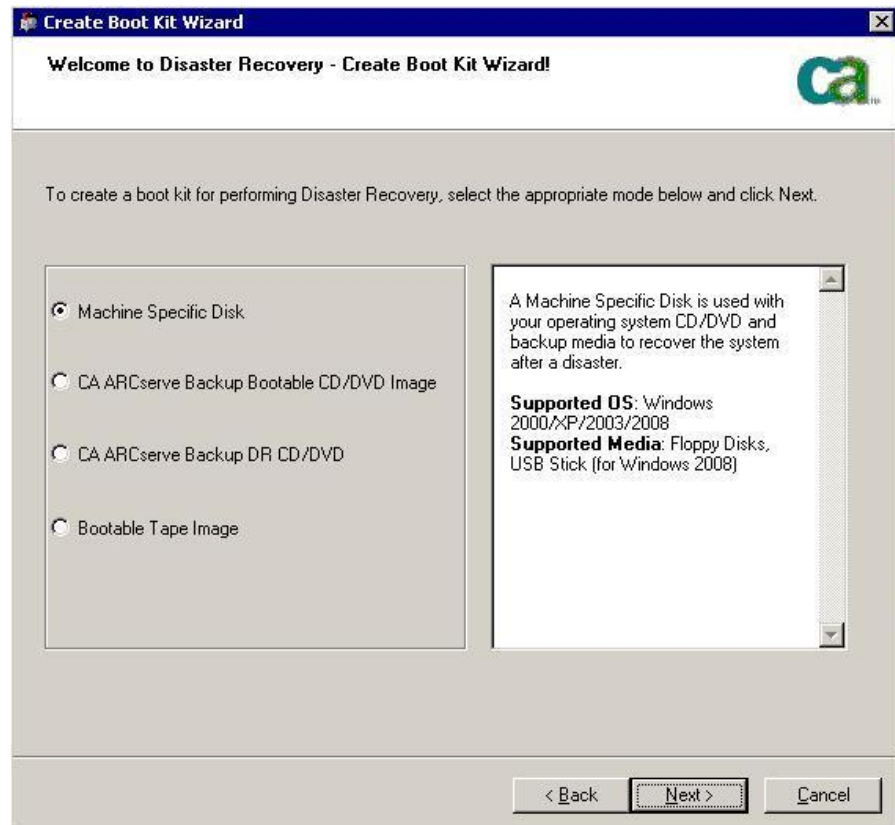 Create Boot Kit Wizard
Welcome to Disaster Recovery - Create Boot Kit Wizard!
ca
To create a boot kit for performing Disaster Recovery, select the appropriate mode below and click Next.
Machine Specific Disk
CA ARCserve Backup Bootable CD/DVD Image
CA ARCserve Backup DR CD/DVD
Bootable Tape Image
A Machine Specific Disk is used with
your operating system CD/DVD and
backup media to recover the system
after a disaster.
Supported OS: Windows
2000/XP/2003/2008
Supported Media: Floppy Disks,
USB Stick (for Windows 2008)
< Back
Next >
Cancel